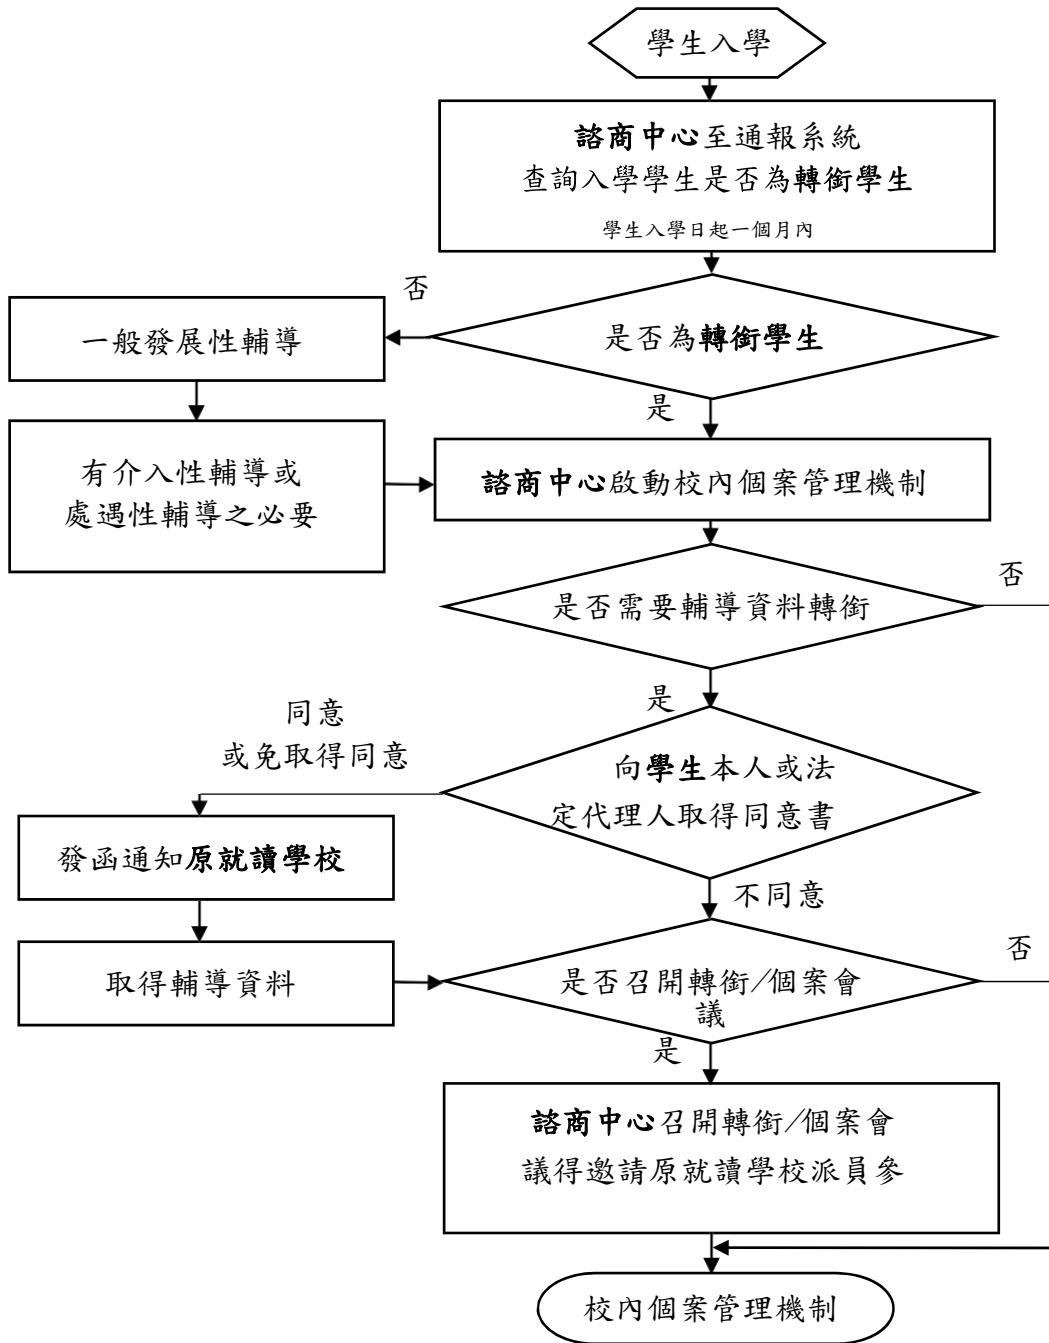 學生入學
諮商中心至通報系統
查詢入學學生是否為轉銜學生
學生入學日起一個月內
否
一般發展性輔導
是否為轉銜學生
是
有介入性輔導或
處遇性輔導之必要
諮商中心啟動校內個案管理機制
否
是否需要輔導資料轉銜
是
同意
或免取得同意
向學生本人或法
定代理人取得同意書
發函通知原就讀學校
不同意
否
取得輔導資料
是否召開轉銜/個案會
議
是
諮商中心召開轉銜/個案會
議得邀請原就讀學校派員參
校內個案管理機制